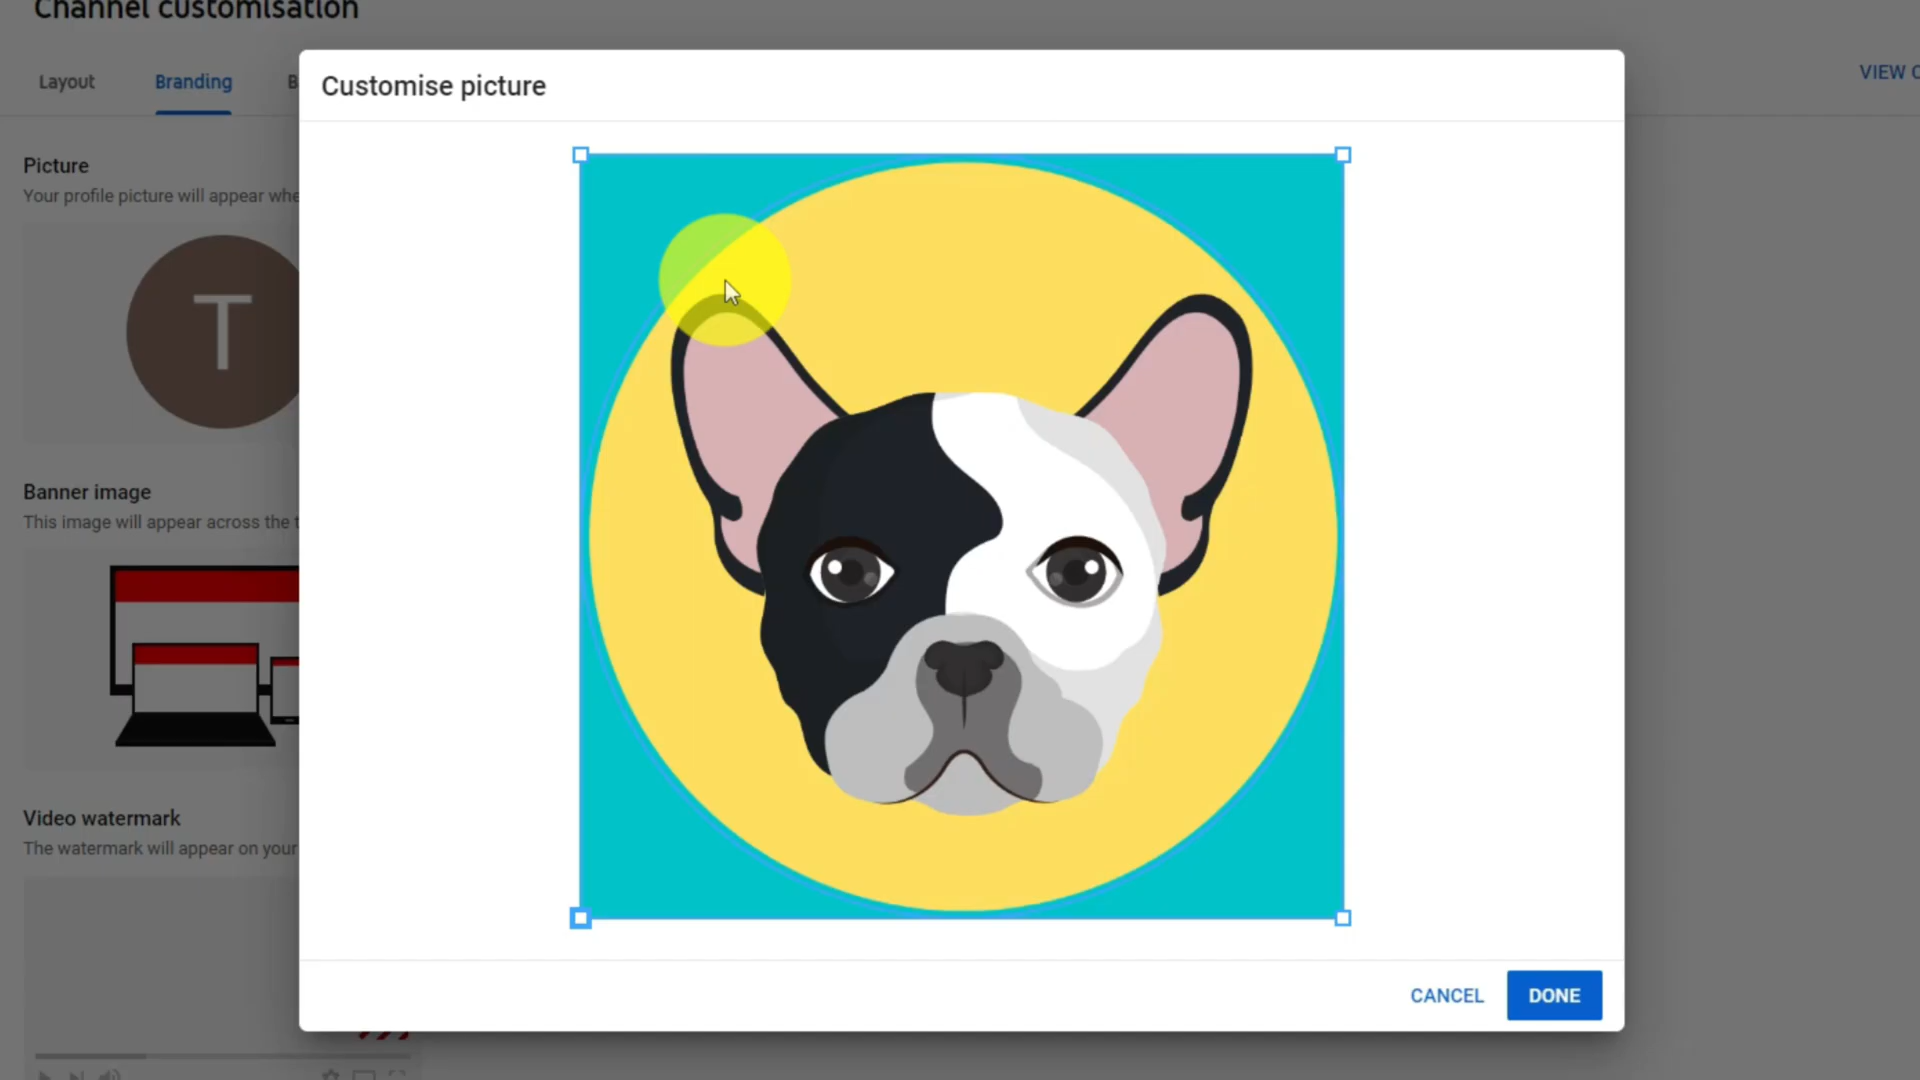 Channel customisation
Layout
Branding
B
VIEW
Customise picture
Picture
Your profile picture will appear whe
T
Banner image
This image will appear across the t
Video watermark
The watermark will appear on your
CANCEL
DONE